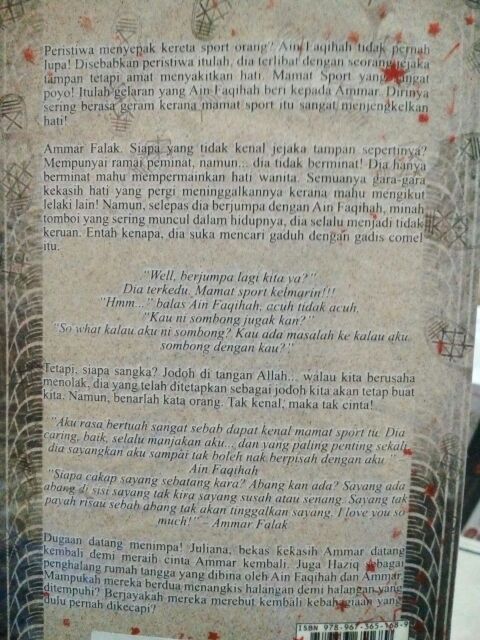 Peristiwa menyepak kereta sport orang? Ain Faqihah tidak pernah
lupa! Disebabkan peristiwa itulah, dia terlibat dengan seorang jejaka
tampan tetapi amat menyakitkan hati. Mamat Sport yang sangat
poyo! Itulah gelaran yang Ain Faqihah beri kepada Ammar. Dirinya
sering berasa geram kerana mamat sport itu sangat menjengkelkan
hati!
Ammar Falak. Siapa yang tidak kenal jejaka tampan sepertinya?
Mempunyai ramai peminat, namun... dia tidak berminat! Dia hanya
berminat mahu mempermainkan hati wanita. Semuanya gara-gara
kekasih hati yang pergi meninggalkannya kerana mahu mengikut
lelaki lain! Namun, selepas dia berjumpa dengan Ain Faqihah, minah
tomboi yang sering muncul dalam hidupnya, dia selalu menjadi tidak
keruan. Entah kenapa, dia suka mencari gaduh dengan gadis comel
itu.
"Well, berjumpa lagi kita ya?"
Dia terkedu. Mamat sport kelmarin!!!
"Hmm..." balas Ain Faqihah, acuh tidak acuh.
"Kau ni sombong jugak kan?"
"So what kalau aku ni sombong? Kau ada masalah ke kalau aku
sombong dengan kau?"
Tetapi, siapa sangka? Jodoh di tangan Allah... walau kita berusaha
menolak, dia yang telah ditetapkan sebagai jodoh kita akan tetap buat
kita. Namun, benarlah kata orang. Tak kenal, maka tak cinta!
"Aku rasa bertuah sangat sebab dapat kenal mamat sport tu. Dia
caring, baik, selalu manjakan aku... dan yang paling penting sekali
dia sayangkan aku sampai tak boleh nak berpisah dengan aku." –
Ain Faqihah
"Siapa cakap sayang sebatang kara? Abang kan ada? Sayang ada
abang di sisi sayang tak kira sayang susah atau senang. Sayang tak
payah risau sebab abang tak akan tinggalkan sayang. I love you so
much!" – Ammar Falak
Dugaan datang menimpa! Juliana, bekas kekasih Ammar datang
kembali demi meraih cinta Ammar kembali. Juga Haziq sebagai
penghalang rumah tangga yang dibina oleh Ain Faqihah dan Ammar.
Mampukah mereka berdua menangkis halangan demi halangan yang
ditempuhi? Berjayakah mereka merebut kembali kebahagiaan yang
dulu pernah dikecapi?
ISBN 978-967-365-168-9